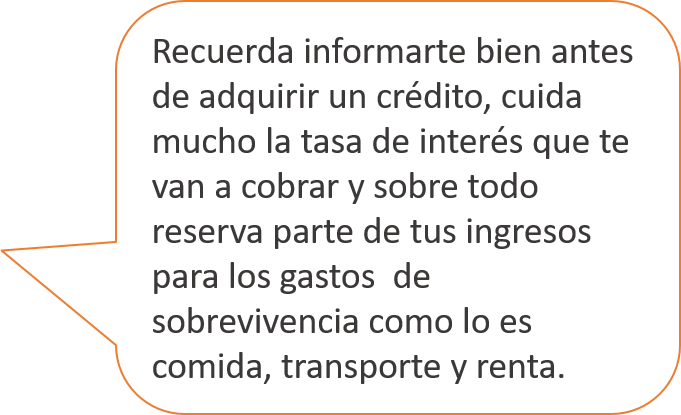 Recuerda informarte bien antes
de adquirir un crédito, cuida
mucho la tasa de interés que te
van a cobrar y sobre todo
reserva parte de tus ingresos
para los gastos  de
sobrevivencia como lo es
comida, transporte y renta.